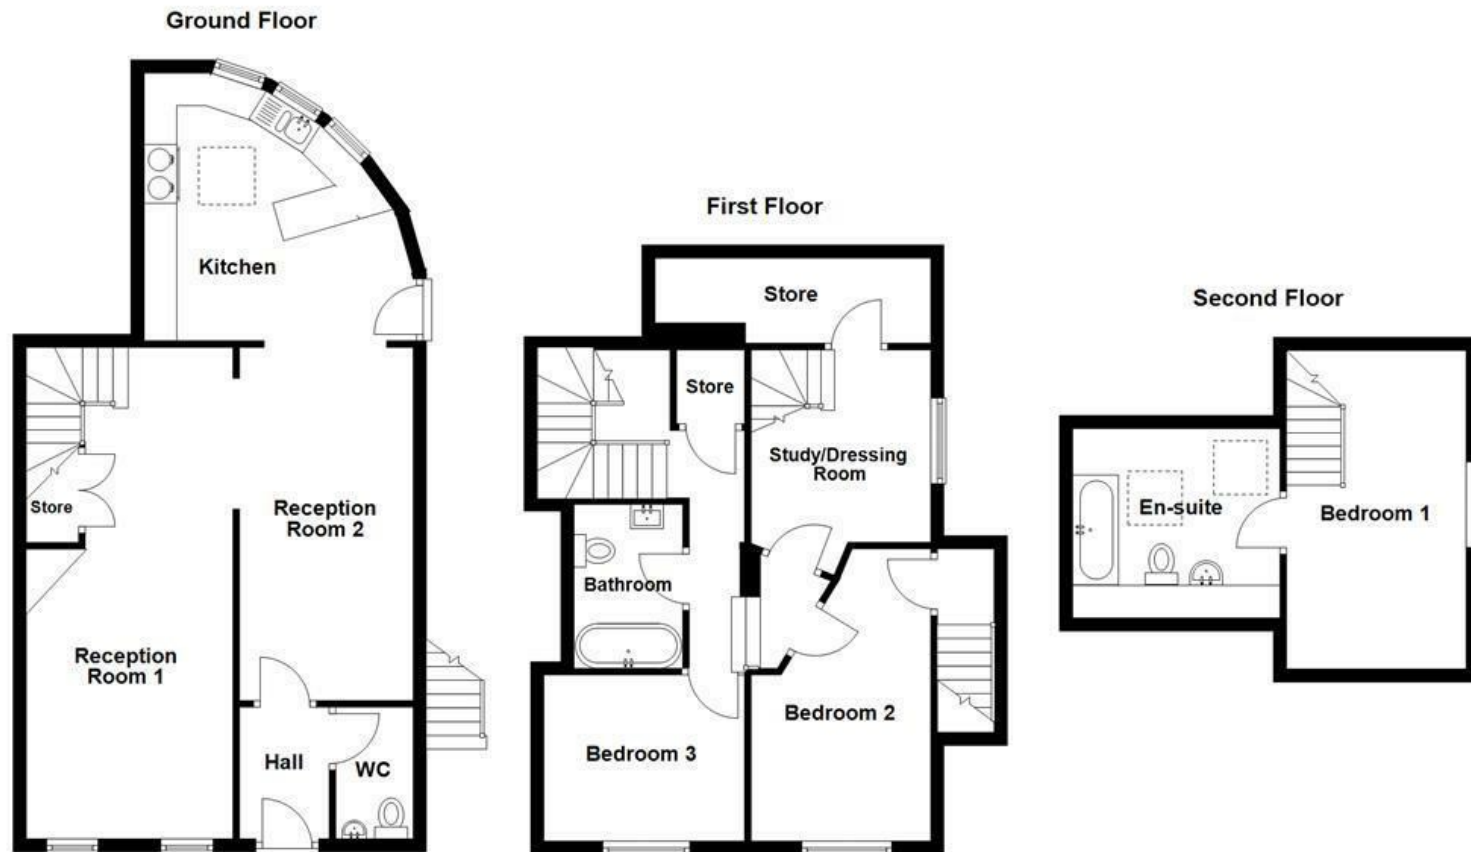 Ground Floor
Kitchen
Store
Reception
Room 2
Reception
Room 1
Hall
WC
First Floor
Store
Store
Study/Dressing
Room
Bathroom
Bedroom 2
Bedroom 3
Second Floor
En-suite
Bedroom 1